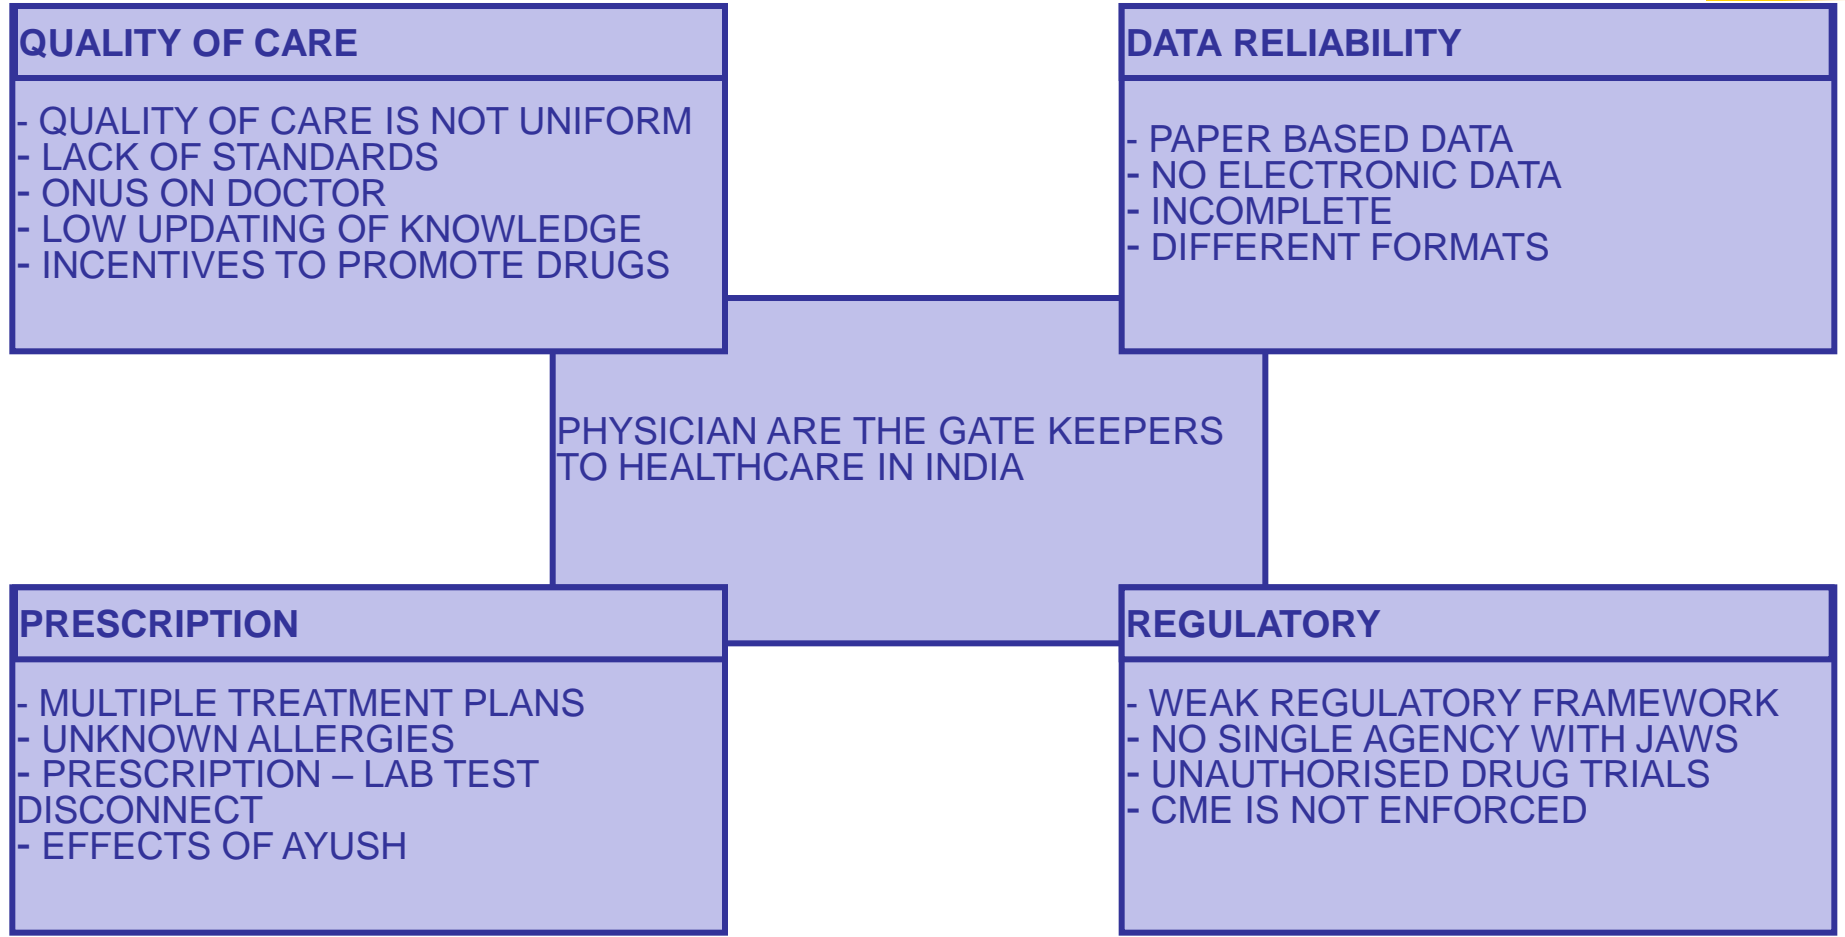 QUALITY OF CARE
- QUALITY OF CARE IS NOT UNIFORM
- LACK OF STANDARDS
- ONUS ON DOCTOR
- LOW UPDATING OF KNOWLEDGE
- INCENTIVES TO PROMOTE DRUGS
DATA RELIABILITY
- PAPER BASED DATA
- NO ELECTRONIC DATA
- INCOMPLETE
- DIFFERENT FORMATS
PHYSICIAN ARE THE GATE KEEPERS
TO HEALTHCARE IN INDIA
PRESCRIPTION
- MULTIPLE TREATMENT PLANS
- UNKNOWN ALLERGIES
- PRESCRIPTION – LAB TEST
DISCONNECT
- EFFECTS OF AYUSH
REGULATORY
- WEAK REGULATORY FRAMEWORK
- NO SINGLE AGENCY WITH JAWS
- UNAUTHORISED DRUG TRIALS
- CME IS NOT ENFORCED